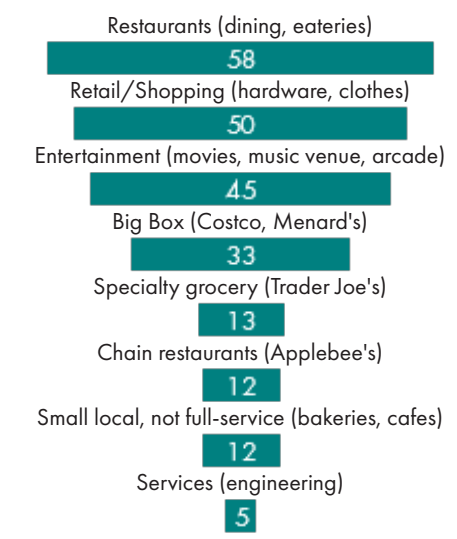 Restaurants (dining, eateries)
58
Retail/Shopping (hardware, clothes)
50
Entertainment (movies, music venue, arcade)
45
Big Box (Costco, Menard's)
33
Specialty grocery (Trader Joe's)
13
Chain restaurants (Applebee's)
12
Small local, not full-service (bakeries, cafes)
12
Services (engineering)
5